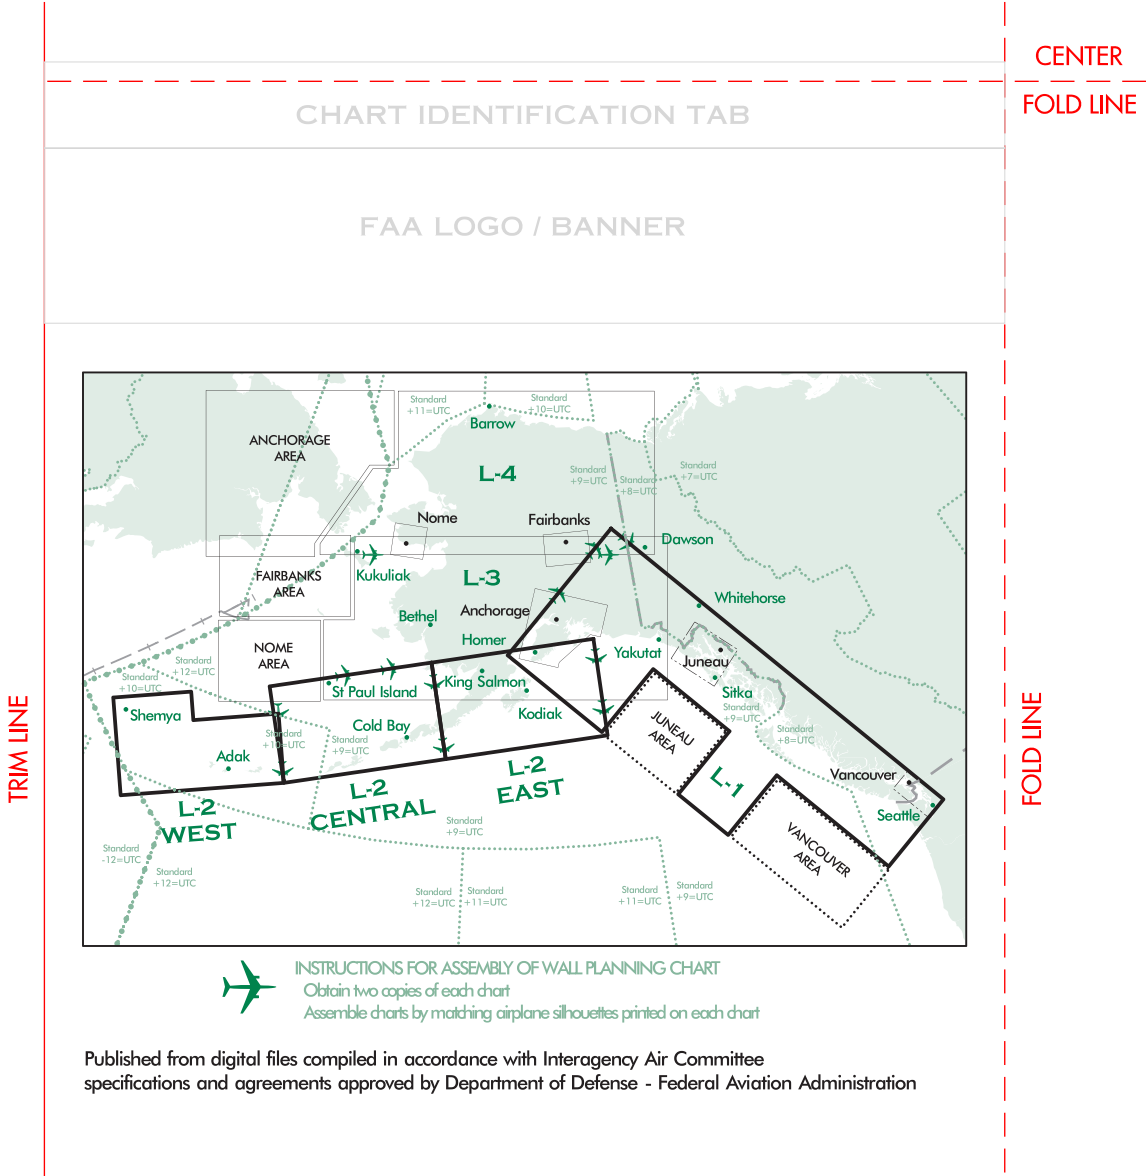 CENTER
FOLD LINE
CHART IDENTIFICATION TAB
FAA LOGO / BANNER
Standard
+11=UTC
Standard
+10=UTC
Barrow
ANCHORAGE
AREA
L-4
Standard
+9=UTC
Standard
+8=UTC
Standard
+7=UTC
Nome
Fairbanks
Dawson
Kukuliak
FAIRBANKS
AREA
L-3
Whitehorse
Anchorage
Bethel
Homer
NOME
AREA
Yakutat
Juneau
Standard
+12=UTC
Standard
+10=UTC
St Paul Island
King Salmon
Sitka
Shemya
Kodiak
Standard
+9=UTC
Cold Bay
JUNEAU
AREA
Standard
+10=UTC
Standard
+9=UTC
Standard
+8=UTC
Adak
L-2
EAST
L-1
Vancouver
L-2
CENTRAL
L-2
WEST
Seattle
Standard
+9=UTC
VANCOUVER
AREA
Standard
-12=UTC
Standard
+12=UTC
Standard
+12=UTC
Standard
+11=UTC
Standard
+11=UTC
Standard
+9=UTC
TRIM LINE
FOLD LINE
INSTRUCTIONS FOR ASSEMBLY OF WALL PLANNING CHART
Obtain two copies of each chart
Assemble charts by matching airplane silhouettes printed on each chart
Published from digital files compiled in accordance with Interagency Air Committee
specifications and agreements approved by Department of Defense - Federal Aviation Administration